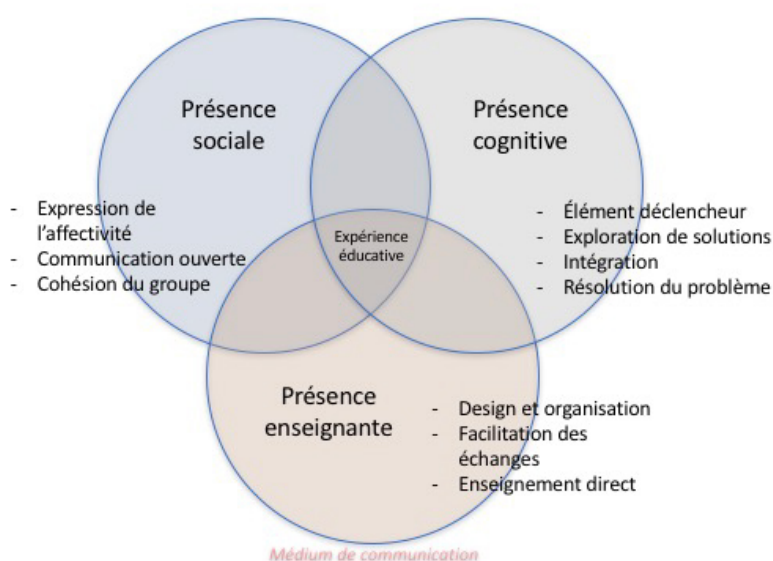 Présence
sociale
Présence
cognitive
- Expression de
l'affectivité
- Communication ouverte
- Cohésion du groupe
Expérience
éducative
- Élément déclencheur
- Exploration de solutions
- Intégration
- Résolution du problème
Présence
enseignante
- Design et organisation
- Facilitation des
échanges
- Enseignement direct
Médium de communication